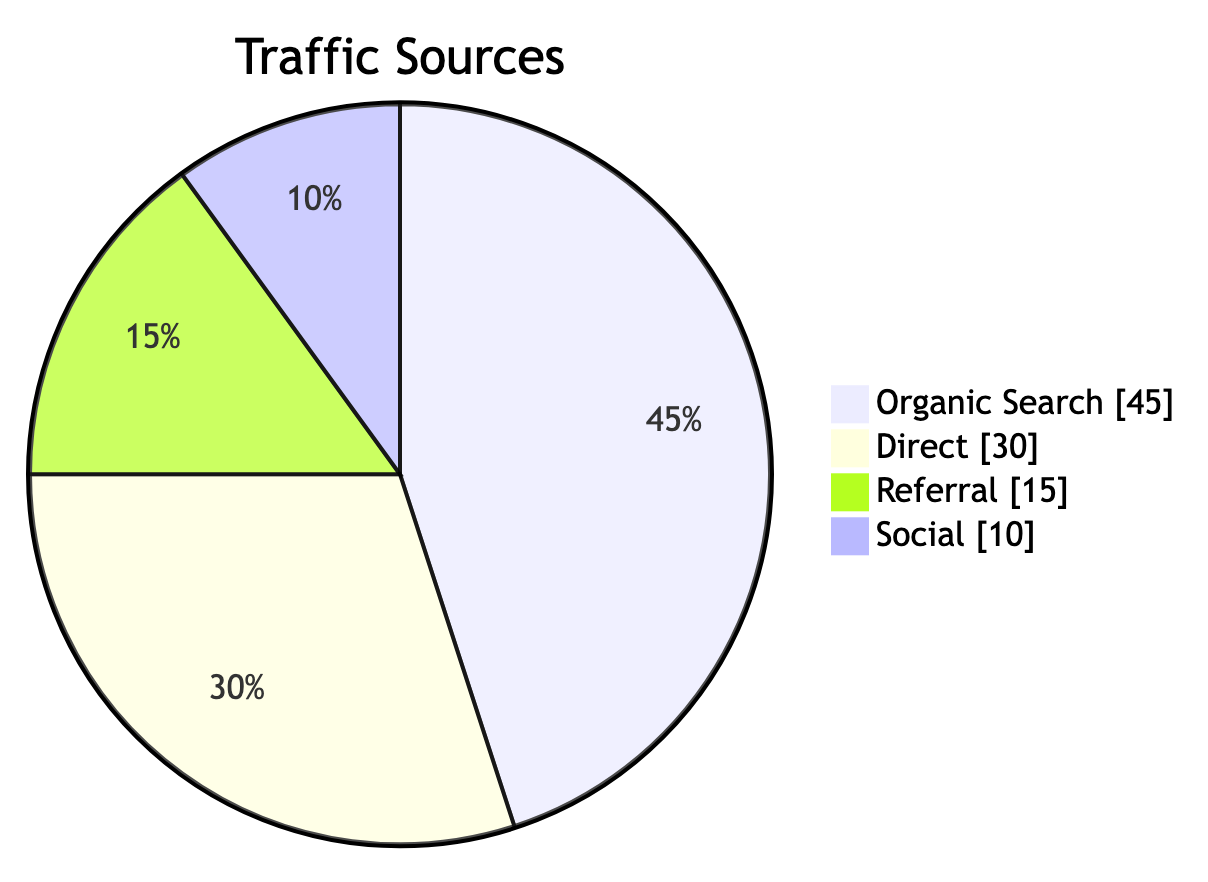 Traffic Sources
10%
15%
45%
30%
Organic Search [45]
Direct [30]
Referral [15]
Social [10]